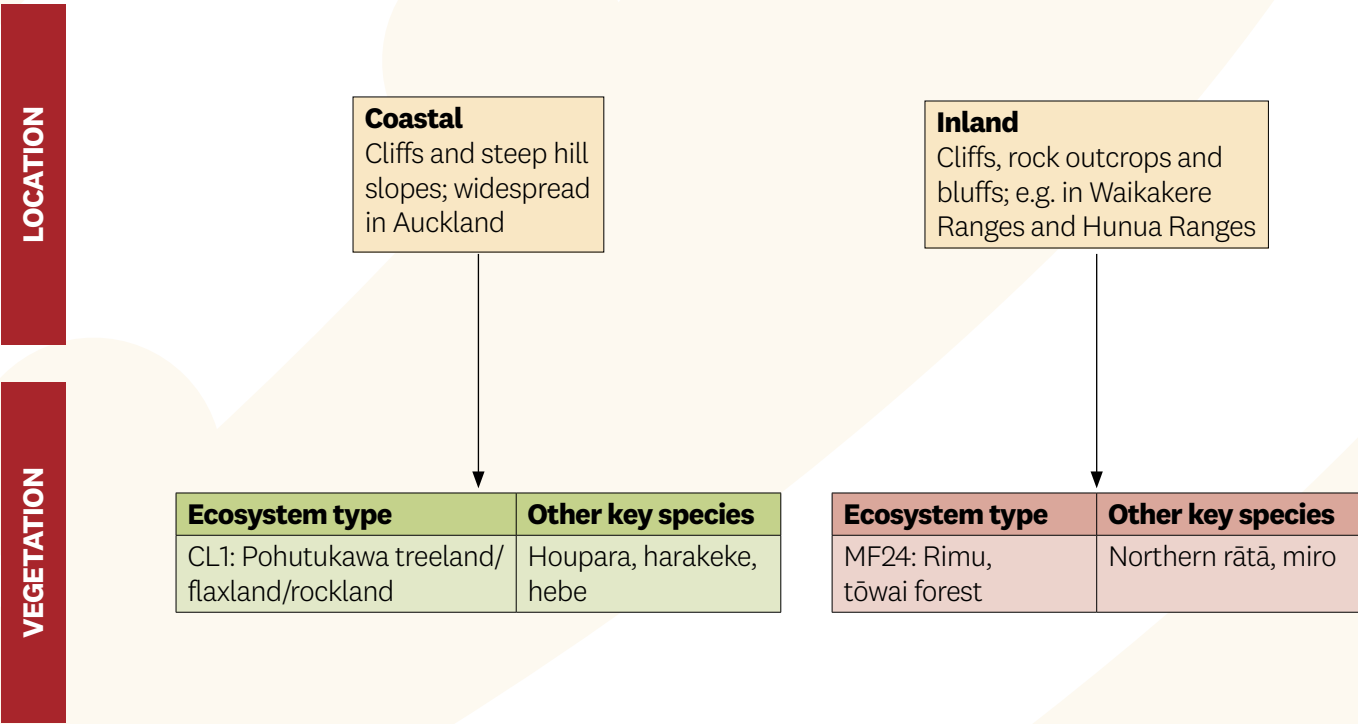 LOCATION
Coastal
Cliffs and steep hill
slopes; widespread
in Auckland
Inland
Cliffs, rock outcrops and
bluffs; e.g. in Waikakere
Ranges and Hunua Ranges
VEGETATION
Ecosystem type
Other key species
CL1: Pohutukawa treeland/
flaxland/rockland
Houpara, harakeke,
hebe
Ecosystem type
Other key species
MF24: Rimu,
tōwai forest
Northern rātā, miro